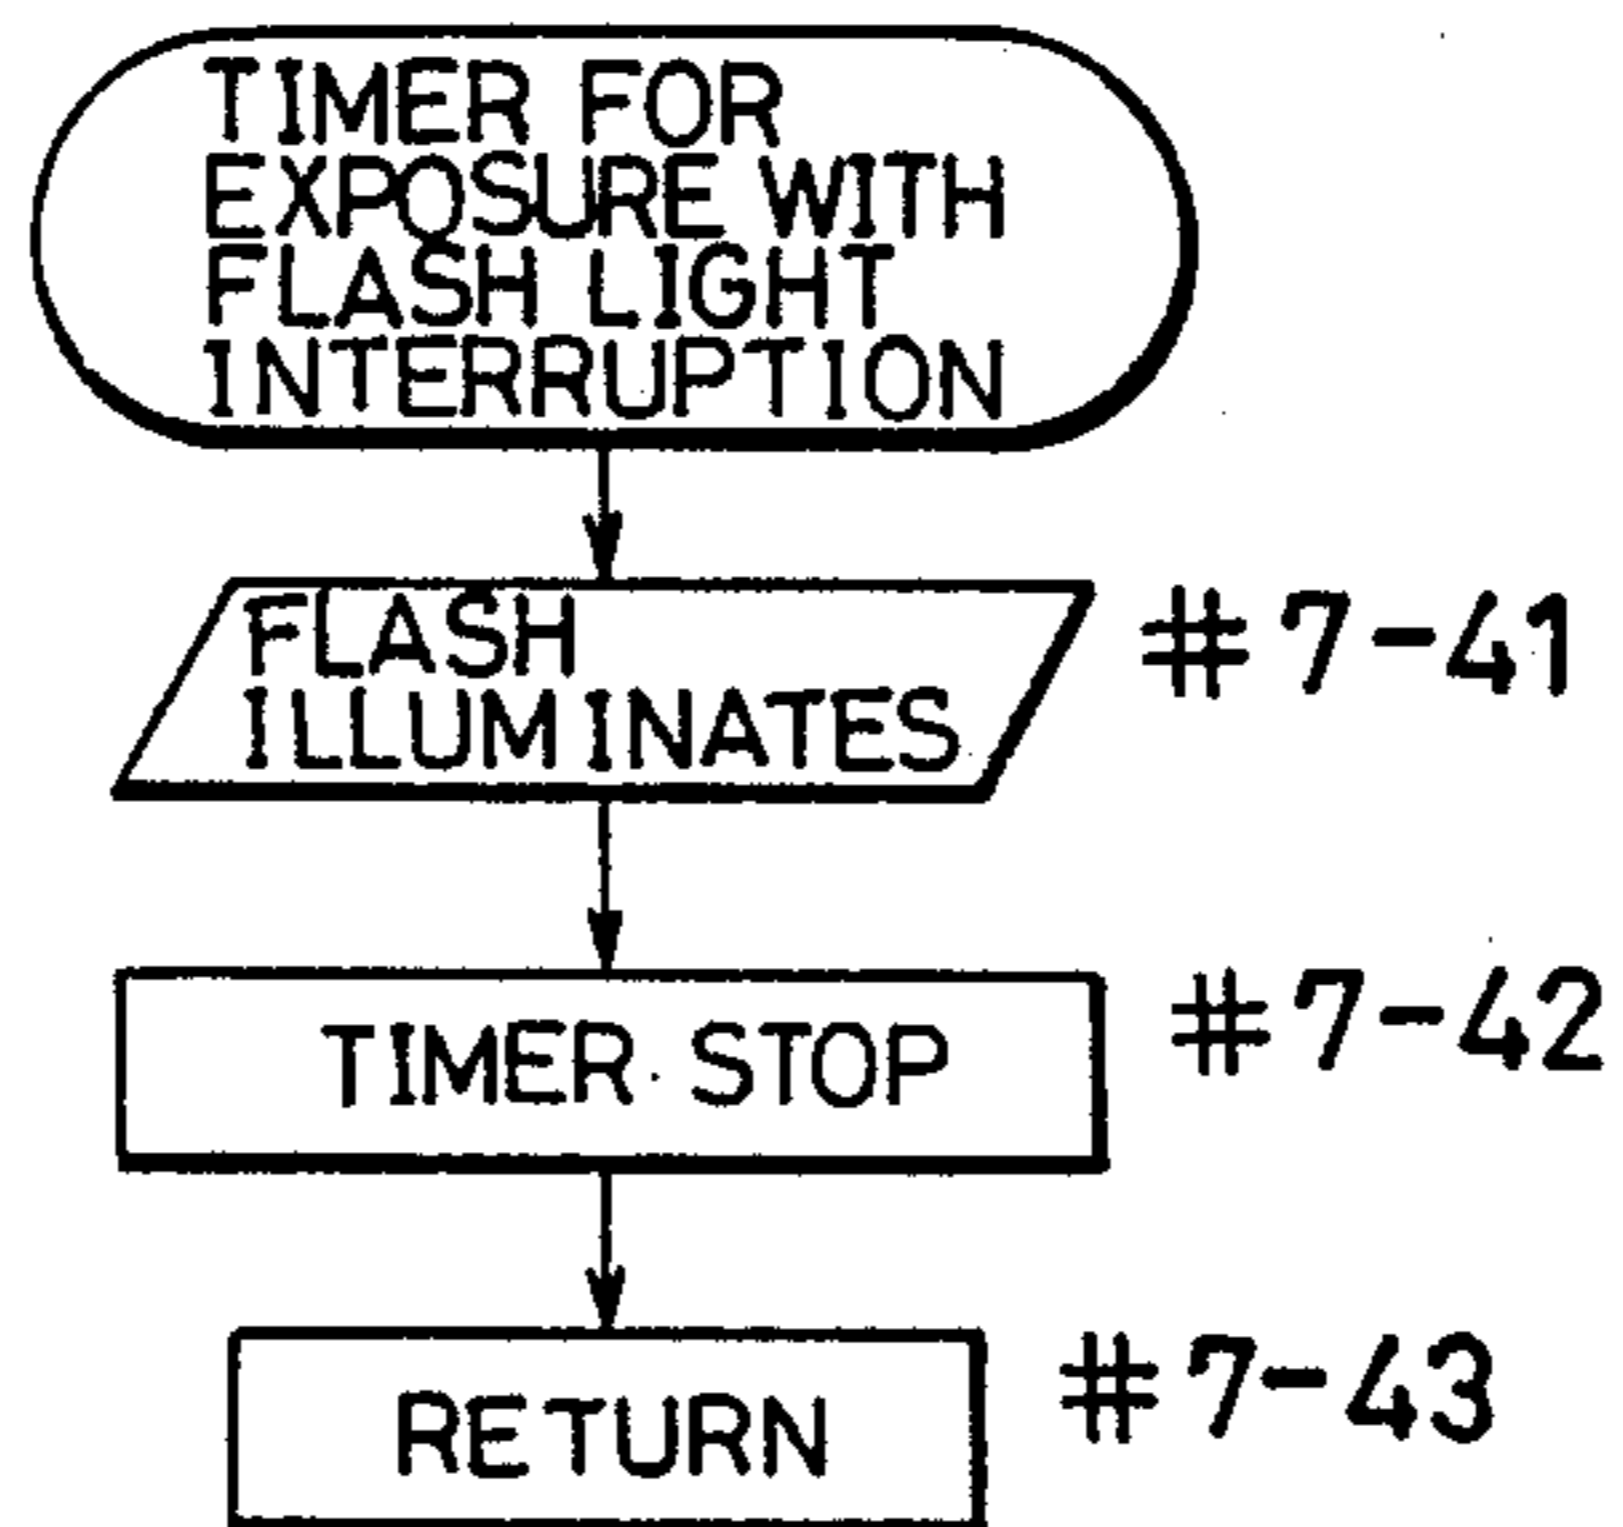 TIMER FOR
EXPOSURE WITH
FLASH LIGHT
INTERRUPTION
FLASH
ILLUMINATES
#7-41
TIMER STOP
#7-42
RETURN
#7-43